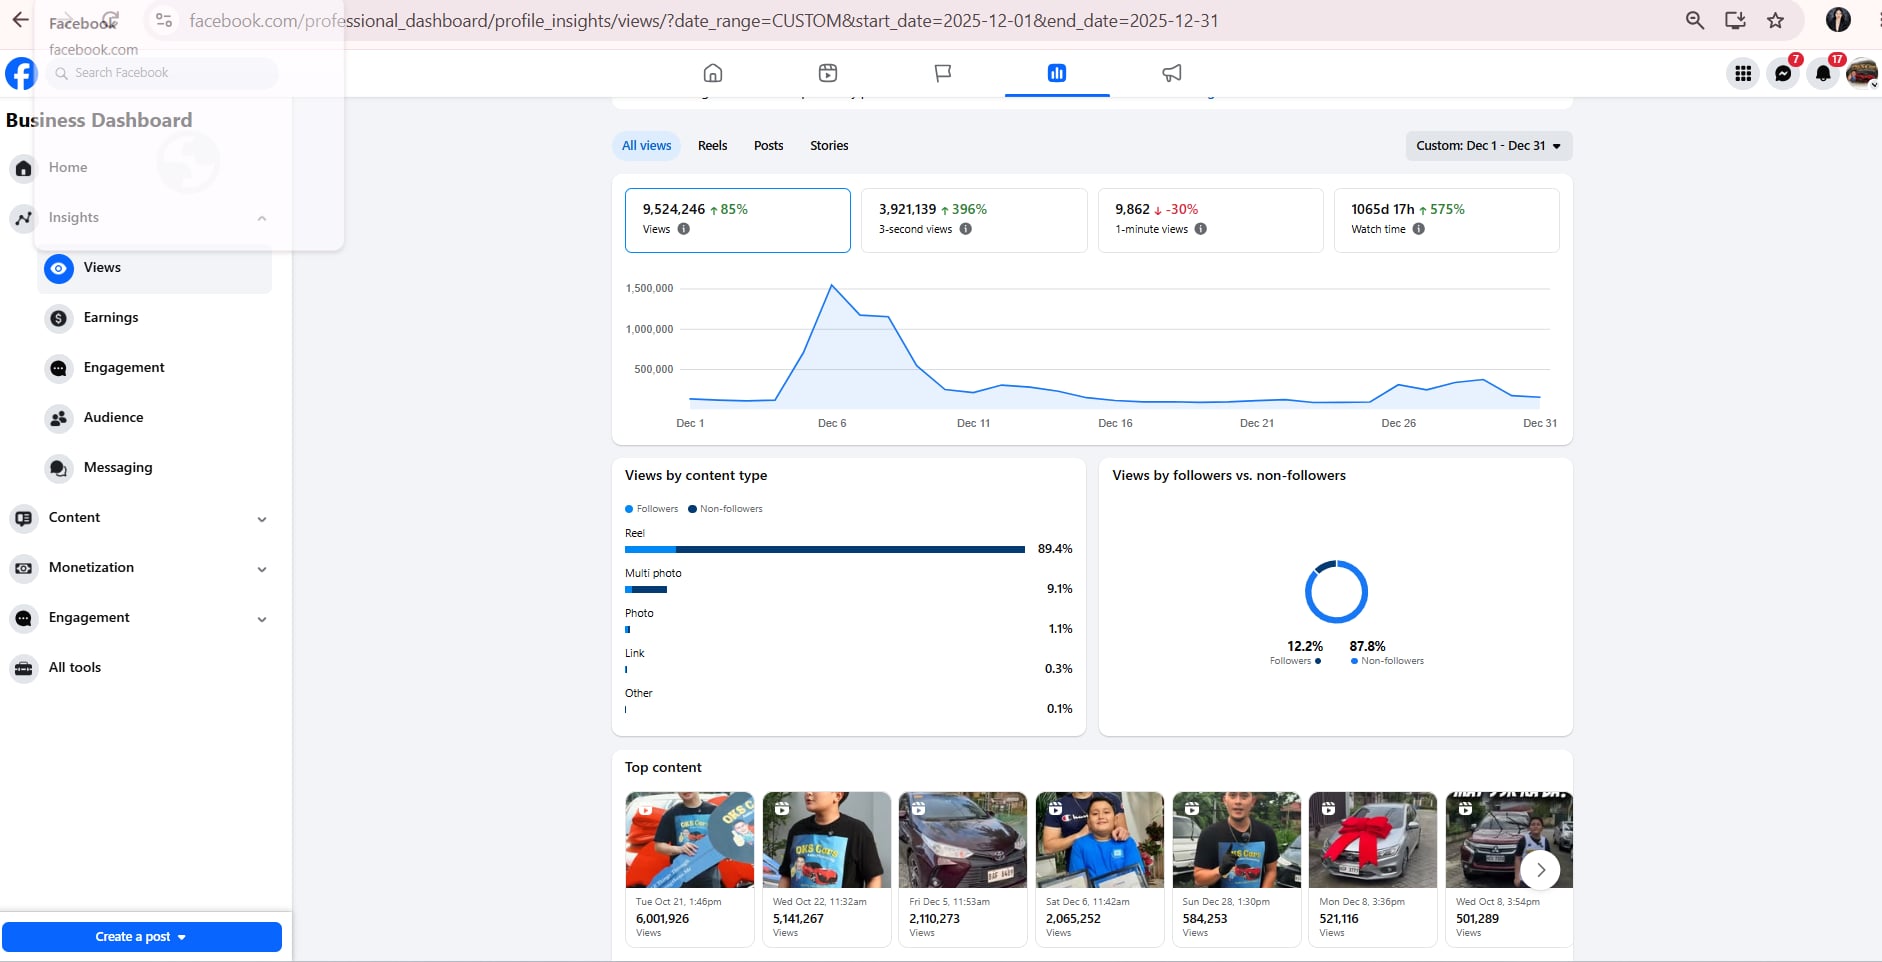 Facebook
facebook.com/professional_dashboard/profile_insights/views/?date_range=CUSTOM&start_date=2025-12-01&end_date=2025-12-31
facebook.com
Search Facebook
7
17
Business Dashboard
Home
Insights
Views
Earnings
Engagement
Audience
Messaging
Content
Monetization
Engagement
All tools
Create a post
All views
Reels
Posts
Stories
Custom: Dec 1 - Dec 31
9,524,246 ↑ 85%
Views
3,921,139 ↑ 396%
3-second views
9,862 ↓ -30%
1-minute views
1065d 17h ↑ 575%
Watch time
1,500,000
1,000,000
500,000
Dec 1
Dec 6
Dec 11
Dec 16
Dec 21
Dec 26
Dec 31
Views by content type
Followers
Non-followers
Reel
89.4%
Multi photo
9.1%
Photo
1.1%
Link
0.3%
Other
0.1%
Views by followers vs. non-followers
12.2%
Followers
87.8%
Non-followers
Top content
OKS Cars
OKS Cars
OKS Cars
Tue Oct 21, 1:46pm
6,001,926
Views
Wed Oct 22, 11:32am
5,141,267
Views
Fri Dec 5, 11:53am
2,110,273
Views
Sat Dec 6, 11:42am
2,065,252
Views
Sun Dec 28, 1:30pm
584,253
Views
Mon Dec 8, 3:36pm
521,116
Views
Wed Oct 8, 3:54pm
501,289
Views